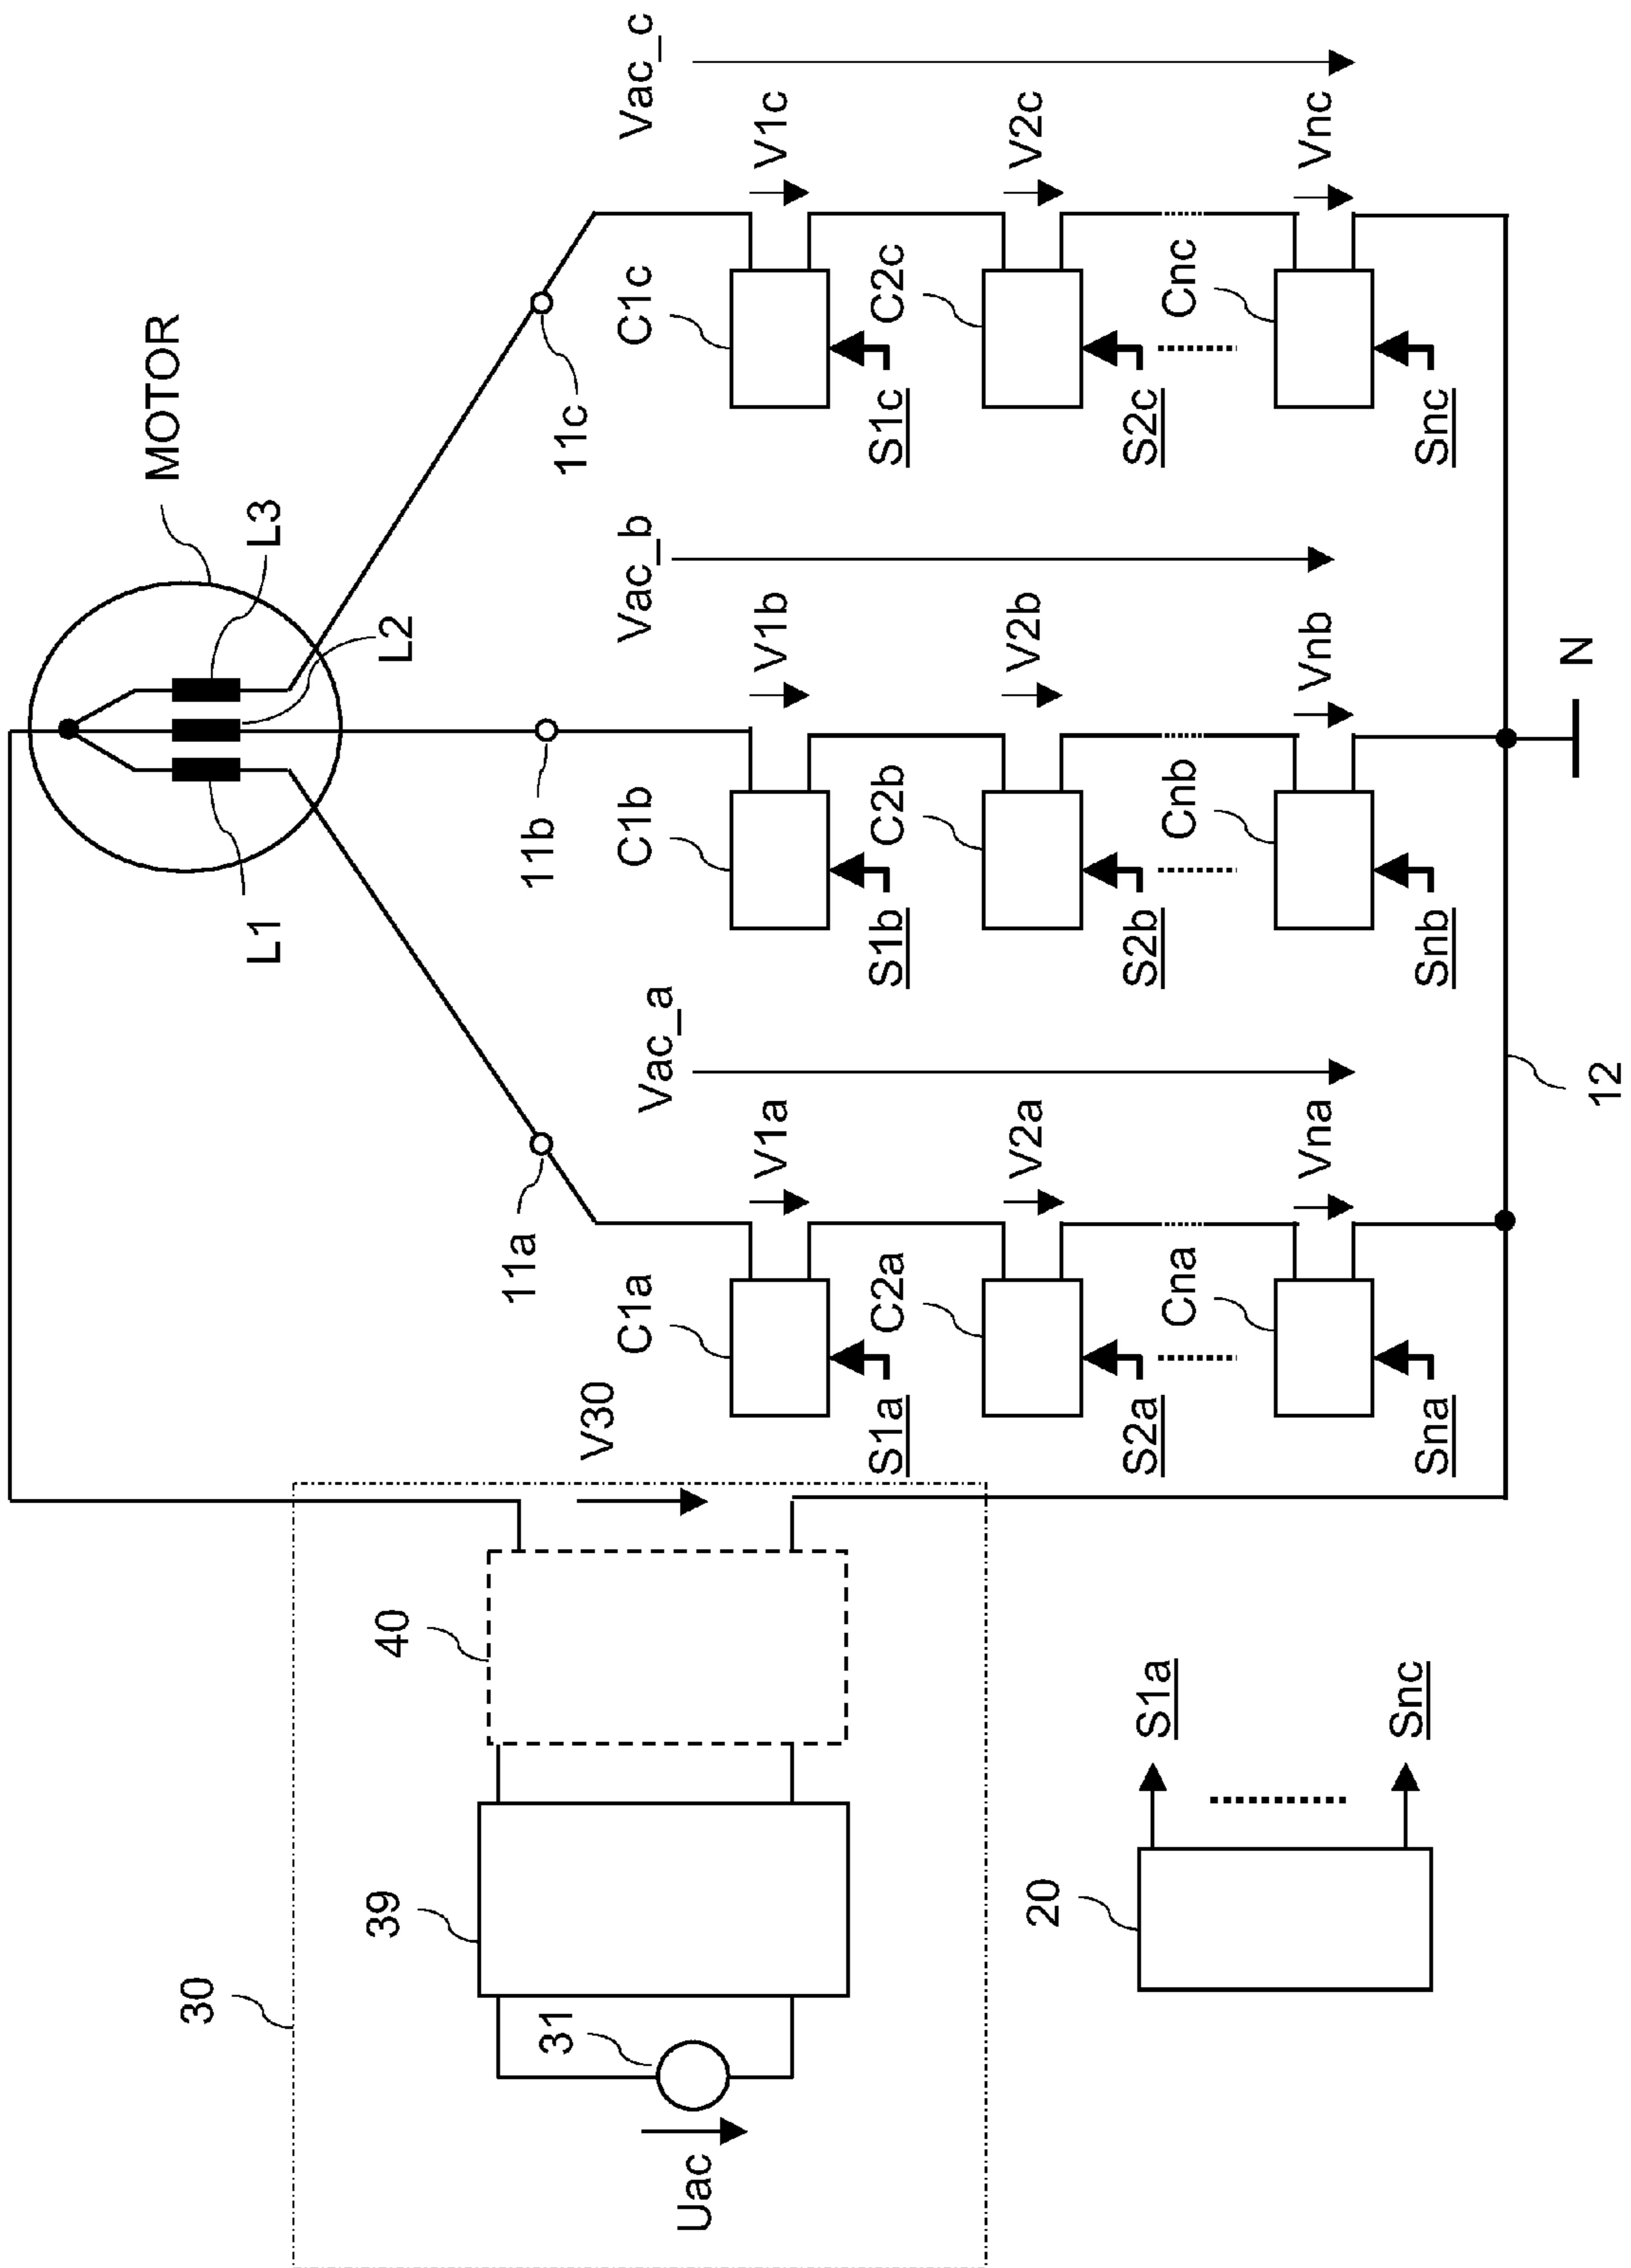 MOTOR
L3
L2
L1
11a
11b
11c
Vac_a
Vac_b
Vac_c
V30
C1a
V1a
C1b
V1b
C1c
V1c
S1a
S1b
S1c
C2a
V2a
C2b
V2b
C2c
V2c
S2a
S2b
S2c
Cna
Vna
Cnb
Vnb
Cnc
Vnc
Sna
Snb
Snc
12
N
30
39
40
31
Uac
20
S1a
Snc